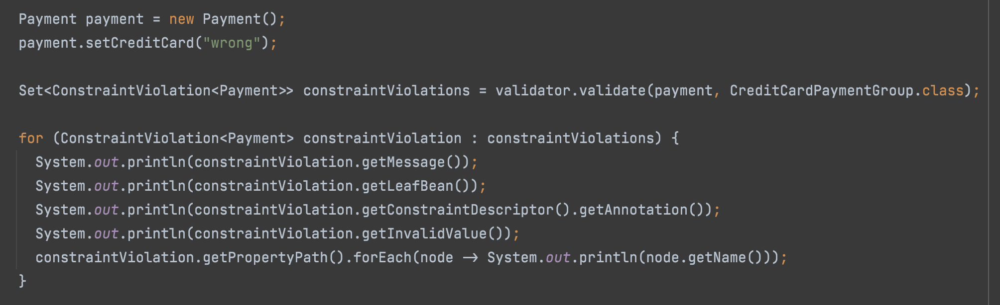 Payment payment = new Payment();
payment.setCreditCard("wrong");
Set<ConstraintViolation<Payment>> constraintViolations = validator.validate(payment, CreditCardPaymentGroup.class);
for (ConstraintViolation<Payment> constraintViolation : constraintViolations) {
System.out.println(constraintViolation.getMessage());
System.out.println(constraintViolation.getLeafBean());
System.out.println(constraintViolation.getConstraintDescriptor().getAnnotation());
System.out.println(constraintViolation.getInvalidValue());
constraintViolation.getPropertyPath().forEach(node -> System.out.println(node.getName()));
}